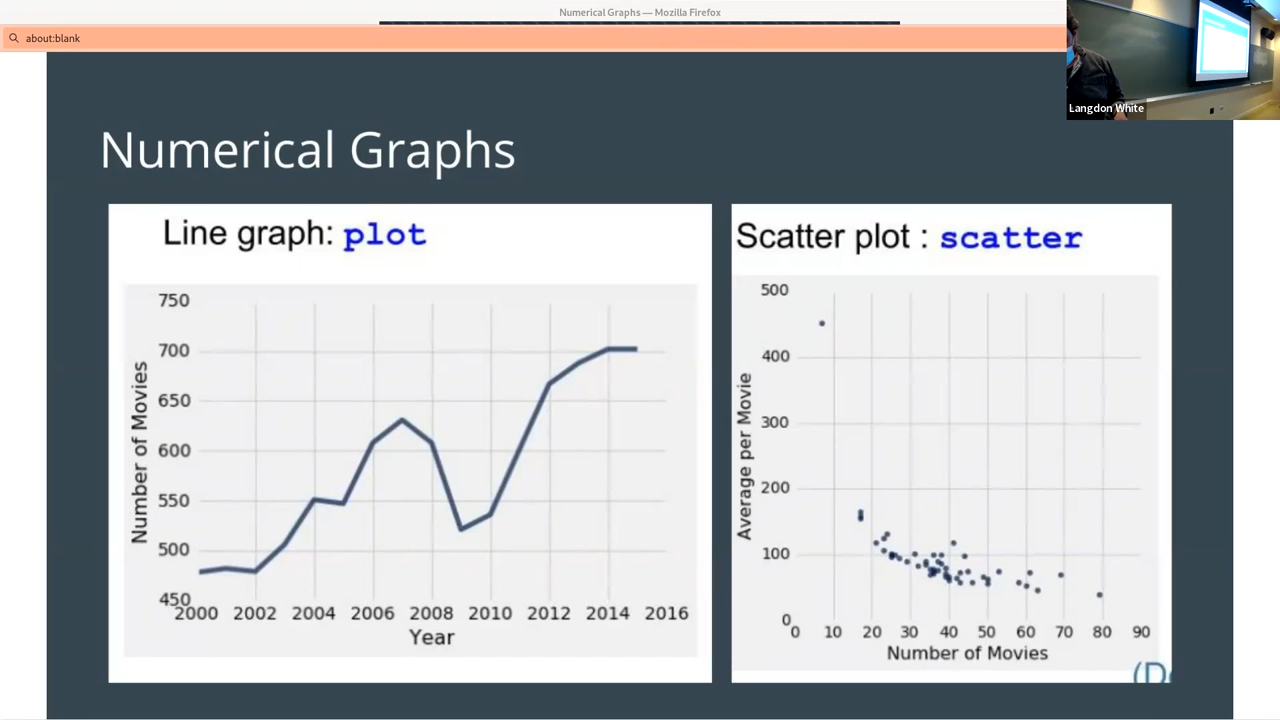 Numerical Graphs — Mozilla Firefox
about:blank
Langdon White
Numerical Graphs
Line graph: plot
750
700
650
600
550
500
450
Number of Movies
2000 2002 2004 2006 2008 2010 2012 2014 2016
Year
Scatter plot : scatter
500
400
300
200
100
0
Average per Movie
0 10 20 30 40 50 60 70 80 90
Number of Movies